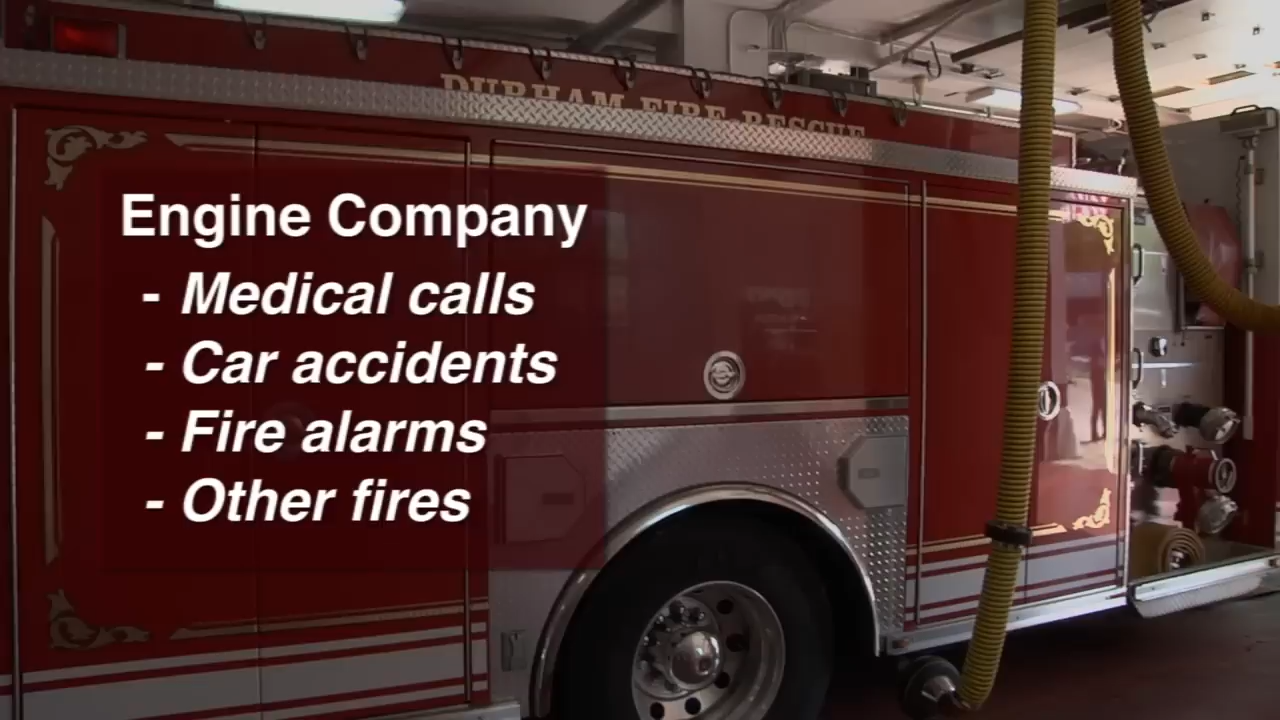 DURHAM FIRE RESCUE
Engine Company
- Medical calls
- Car accidents
- Fire alarms
- Other fires